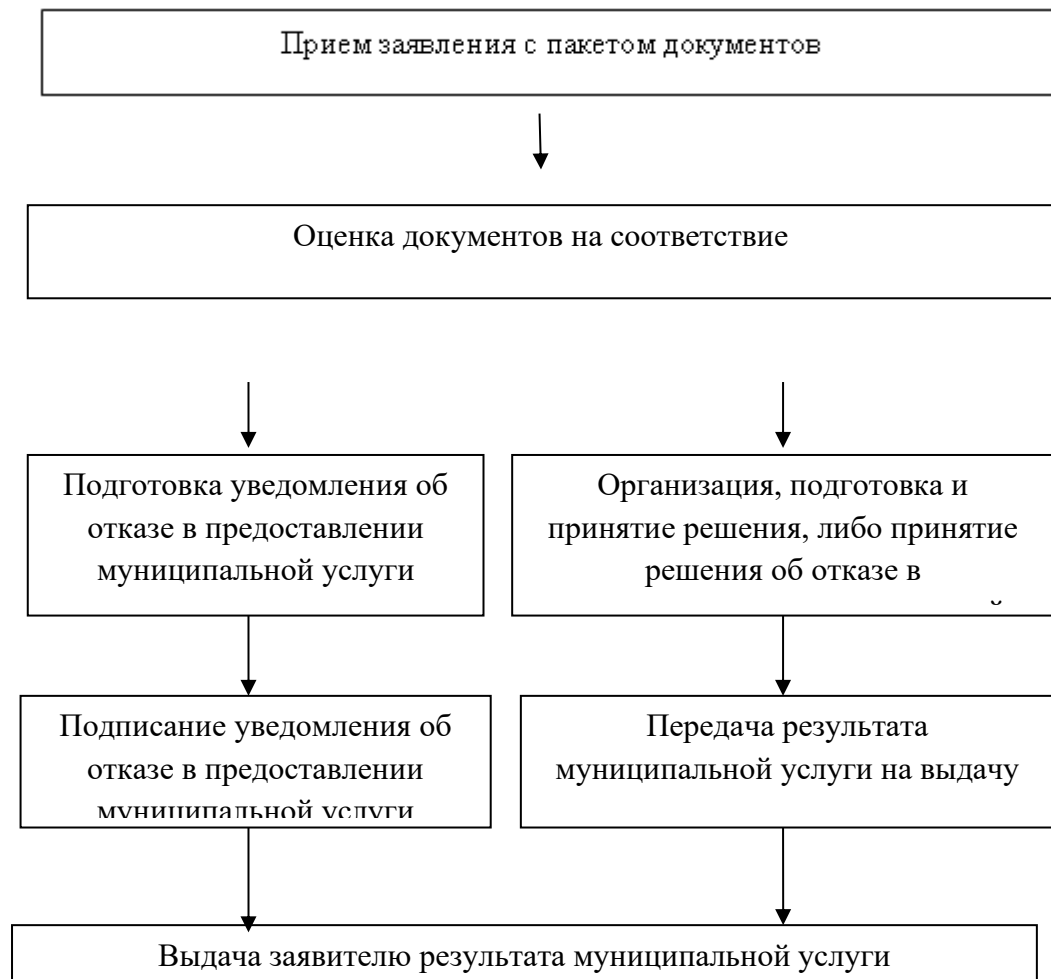 Прием заявления с пакетом документов
Оценка документов на соответствие
Подготовка уведомления об
отказе в предоставлении
муниципальной услуги
Организация, подготовка и
принятие решения, либо принятие
решения об отказе в
Подписание уведомления об
отказе в предоставлении
муниципальной услуги
Передача результата
муниципальной услуги на выдачу
Выдача заявителю результата муниципальной услуги